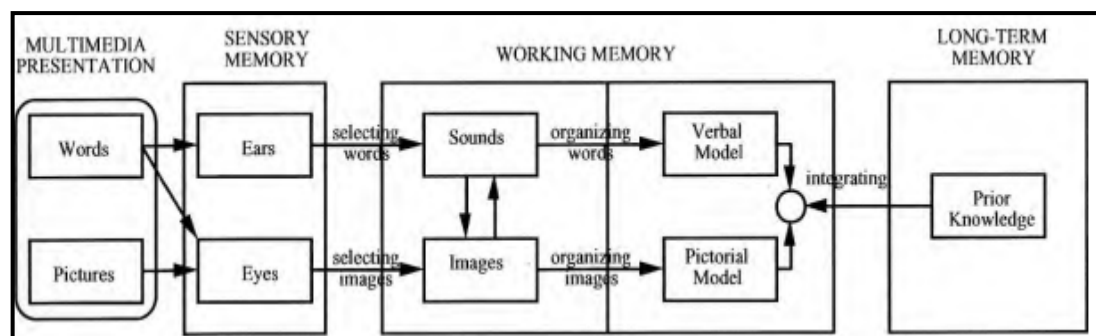 MULTIMEDIA
PRESENTATION
SENSORY
MEMORY
WORKING MEMORY
LONG-TERM
MEMORY
Words
Ears
selecting
words
Sounds
organizing
words
Verbal
Model
integrating
Prior
Knowledge
Pictures
Eyes
selecting
images
Images
organizing
images
Pictorial
Model